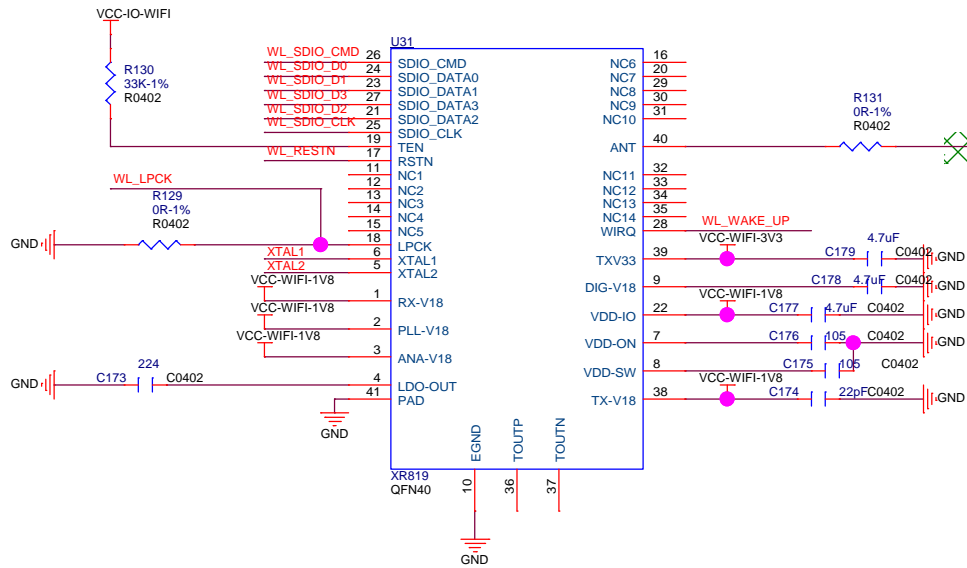 VCC-IO-WIFI
R130
33K-1%
R0402
U31
WL_SDIO_CMD 26 SDIO_CMD
WL_SDIO_D0 24 SDIO_DATA0
WL_SDIO_D1 23 SDIO_DATA1
WL_SDIO_D3 27 SDIO_DATA3
WL_SDIO_D2 21 SDIO_DATA2
WL_SDIO_CLK 25 SDIO_CLK
19 TEN
WL_RESTN 17 RSTN
11 NC1
WL_LPCK 12 NC2
13 NC3
14 NC4
15 NC5
R129
0R-1%
R0402
GND 18 LPCK
XTAL1 6 XTAL1
XTAL2 5 XTAL2
VCC-WIFI-1V8
1 RX-V18
VCC-WIFI-1V8
2 PLL-V18
VCC-WIFI-1V8
3 ANA-V18
224
GND C173 C0402 4 LDO-OUT
41 PAD
GND
NC6 16
NC7 20
NC8 29
NC9 30
NC10 31
R131
0R-1%
R0402
ANT 40
NC11 32
NC12 33
NC13 34
NC14 35
WIRQ 28 WL_WAKE_UP
VCC-WIFI-3V3
TXV33 39 C179 4.7uF C0402 GND
DIG-V18 9 C178 4.7uF C0402 GND
VCC-WIFI-1V8
VDD-IO 22 C177 4.7uF C0402 GND
VDD-ON 7 C176 105 C0402 GND
VDD-SW 8 C175 105 C0402
VCC-WIFI-1V8
TX-V18 38 C174 22pF C0402 GND
EGND TOUTP TOUTN
XR819
QFN40
10 36 37
GND